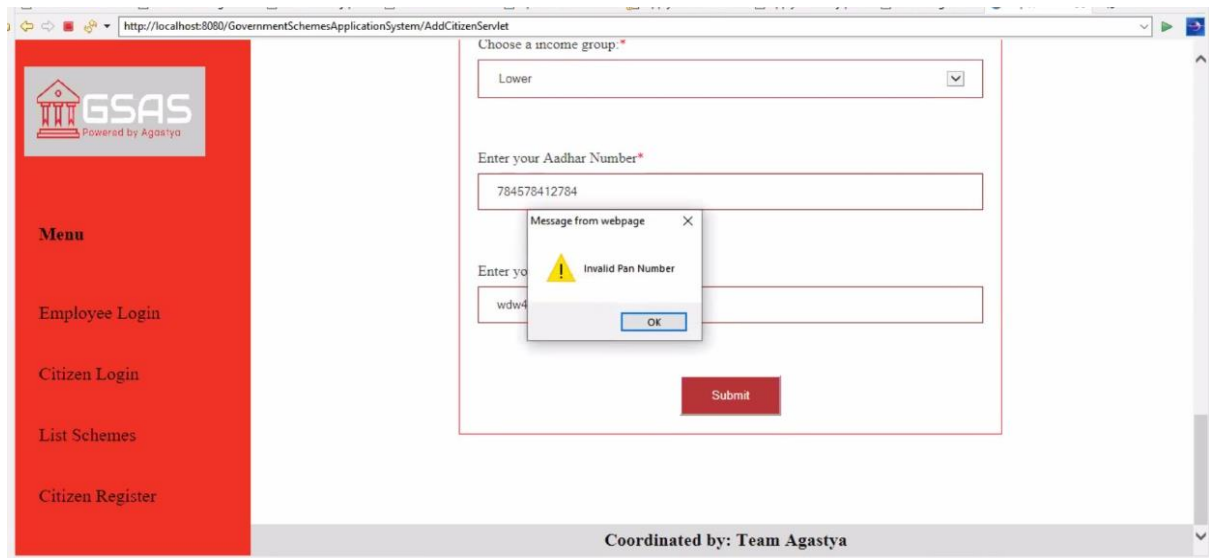 http://localhost:8080/GovernmentSchemesApplicationSystem/AddCitizenServlet
GSAS
Powered by Agastya
Menu
Employee Login
Citizen Login
List Schemes
Citizen Register
Choose a income group:*
Lower
Enter your Aadhar Number*
784578412784
Message from webpage
Invalid Pan Number
OK
Enter yo
wdw4
Submit
Coordinated by: Team Agastya